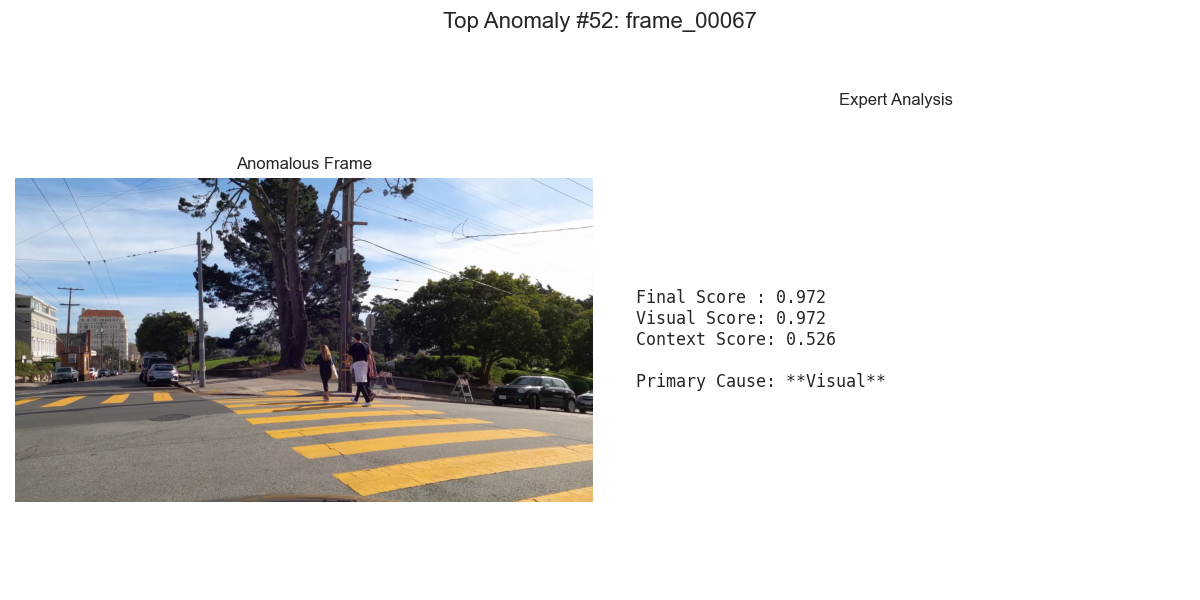 Top Anomaly #52: frame_00067
Expert Analysis
Anomalous Frame
Final Score : 0.972
Visual Score: 0.972
Context Score: 0.526
Primary Cause: **Visual**